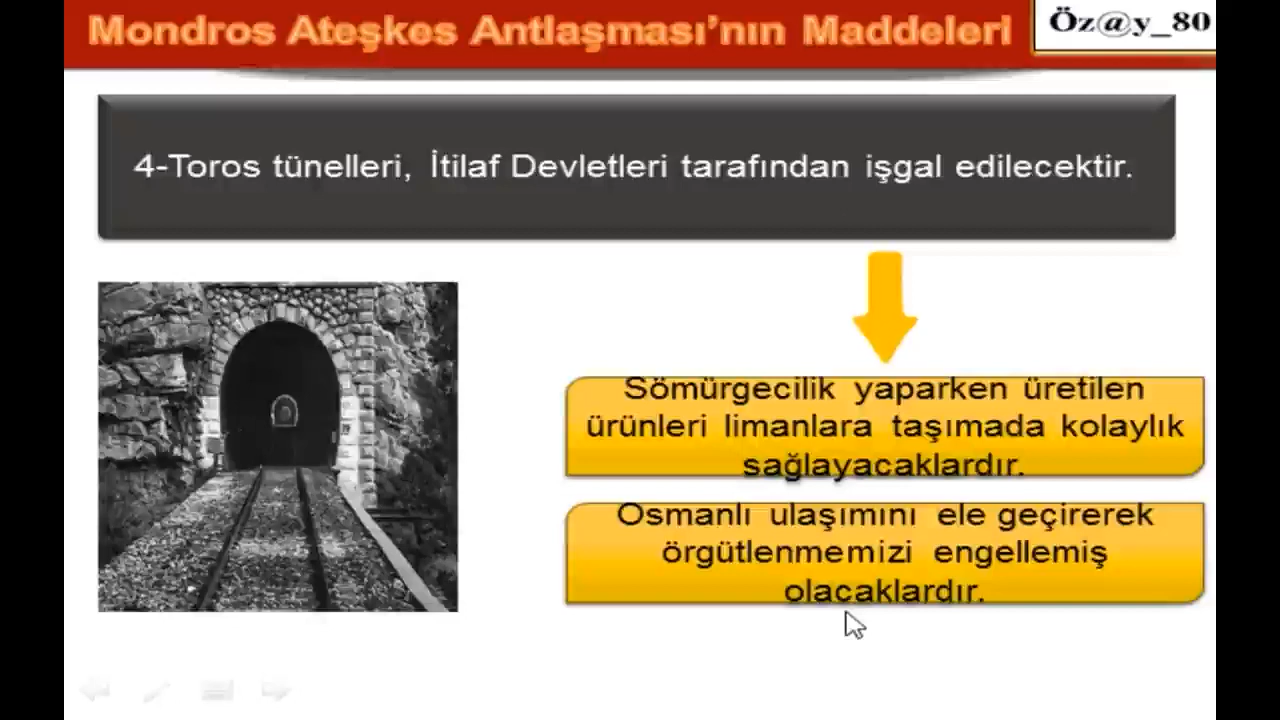 Mondros Ateşkes Antlaşması’nın Maddeleri
Öz@y_80
4-Toros tünelleri, İtilaf Devletleri tarafından işgal edilecektir.
Sömürgecilik yaparken üretilen
ürünleri limanlara taşımada kolaylık
sağlayacaklardır.
Osmanlı ulaşımını ele geçirerek
örgütlenmemizi engellemiş
olacaklardır.